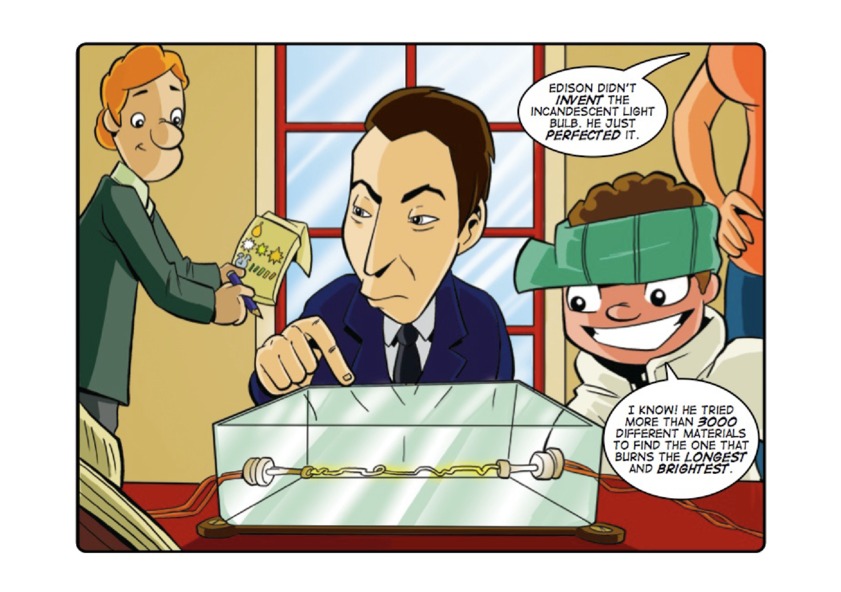 EDISON DIDN'T
INVENT THE
INCANDESCENT LIGHT
BULB. HE JUST
PERFECTED IT.
I KNOW! HE TRIED
MORE THAN 3000
DIFFERENT MATERIALS
TO FIND THE ONE THAT
BURNS THE LONGEST
AND BRIGHTEST.